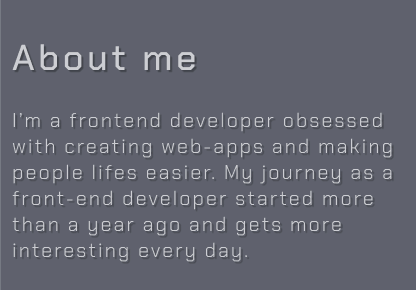 About me
I'm a frontend developer obsessed
with creating web-apps and making
people lifes easier. My journey as a
front-end developer started more
than a year ago and gets more
interesting every day.